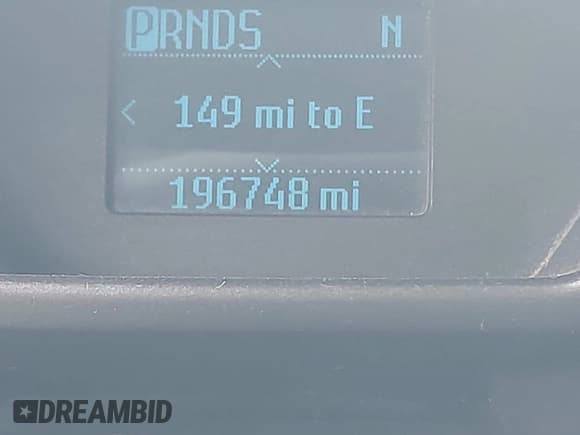 PRNDS N
149 mi to E
196748 mi
DREAMBID